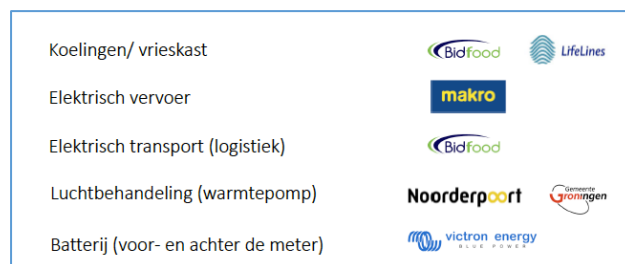 Koelingen/ vrieskast Bidfood LifeLines
Elektrisch vervoer makro
Elektrisch transport (logistiek) Bidfood
Luchtbehandeling (warmtepomp) Noorderpoort Gemeente Groningen
Batterij (voor- en achter de meter) victron energy
BLUE POWER